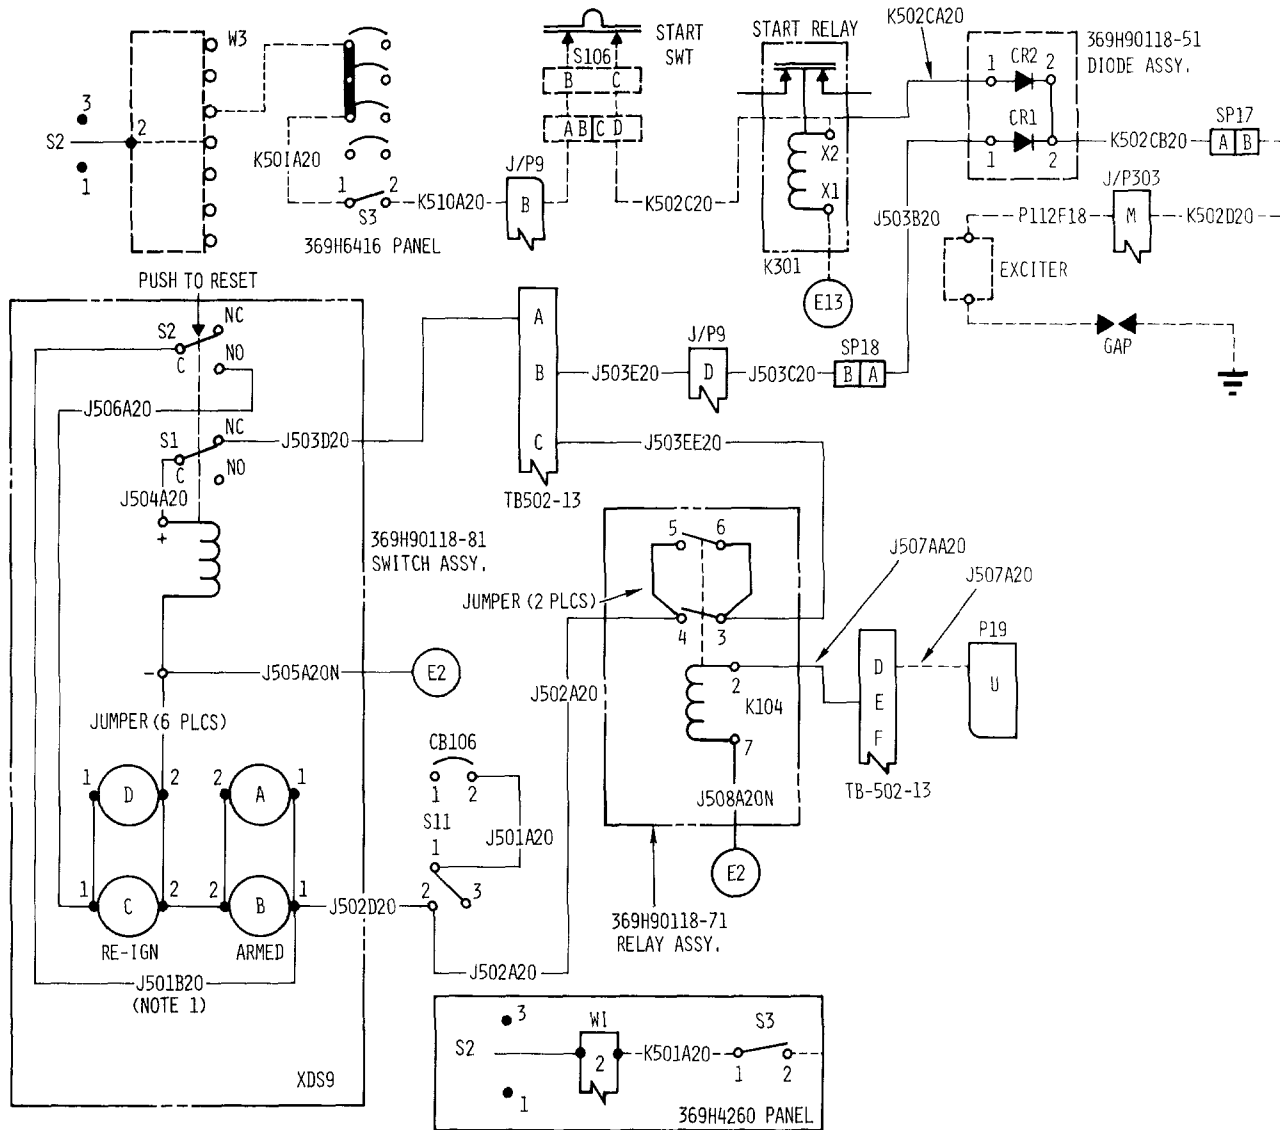 K502CA20
W3
START
SWT
START RELAY
369H90118-51
DIODE ASSY.
S106
B C
1 CR2 2
3
A B C D
CR1
SP17
S2 2
K501A20
X2
1 2
K502CB20
A B
1
1 2
J/P9
X1
J/P303
S3
K510A20
B
K502C20
J503B20
P112F18
M
K502D20
369H6416 PANEL
K301
EXCITER
PUSH TO RESET
E13
NC
A
J/P9
GAP
S2
SP18
C
NO
B
J503E20
D
J503C20
B A
J506A20
NC
S1
J503D20
C
J503EE20
C
NO
J504A20
TB502-13
+
369H90118-81
SWITCH ASSY.
5 6
J507AA20
J507A20
JUMPER (2 PLCS)
4 3
P19
-
J505A20N
E2
J502A20
2
D
U
K104
E
JUMPER (6 PLCS)
F
CB106
7
1 D 2
2 A 1
1 2
J508A20N
TB-502-13
S11
J501A20
1
E2
1 C 2
2 B 1
J502D20
2 3
369H90118-71
RELAY ASSY.
RE-IGN
ARMED
J502A20
J501B20
(NOTE 1)
3
W1
S3
S2
2
K501A20
1 2
XDS9
1
369H4260 PANEL